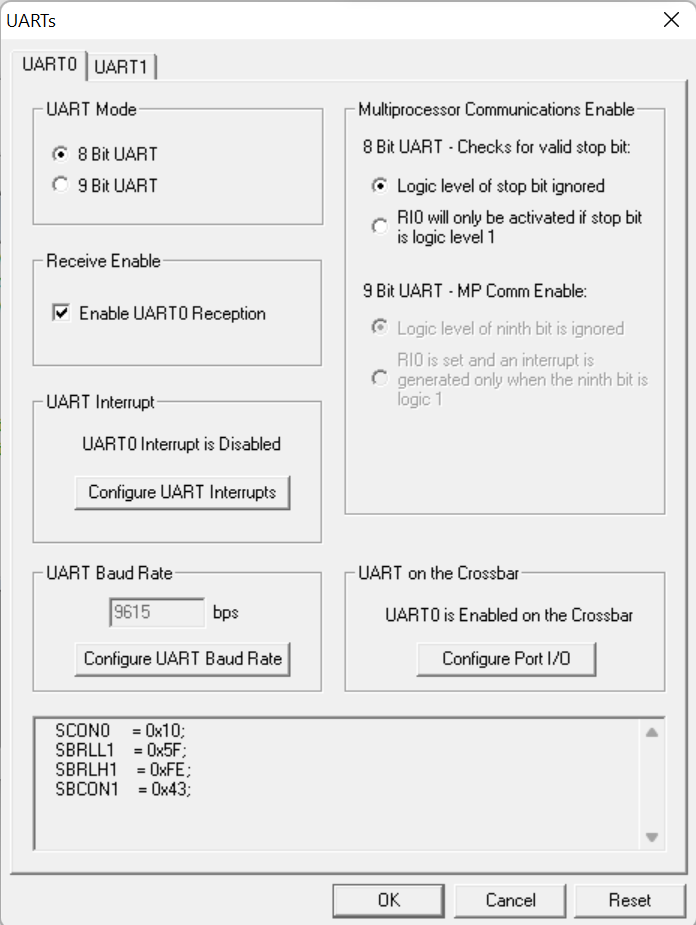 UARTs
UART0
UART1
UART Mode
8 Bit UART
9 Bit UART
Receive Enable
Enable UART0 Reception
UART Interrupt
UART0 Interrupt is Disabled
Configure UART Interrupts
UART Baud Rate
9615 bps
Configure UART Baud Rate
Multiprocessor Communications Enable
8 Bit UART - Checks for valid stop bit:
Logic level of stop bit ignored
RI0 will only be activated if stop bit
is logic level 1
9 Bit UART - MP Comm Enable:
Logic level of ninth bit is ignored
RI0 is set and an interrupt is
generated only when the ninth bit is
logic 1
UART on the Crossbar
UART0 is Enabled on the Crossbar
Configure Port I/O
SCON0 = 0x10;
SBRLL1 = 0x5F;
SBRLH1 = 0xFE;
SBCON1 = 0x43;
OK
Cancel
Reset